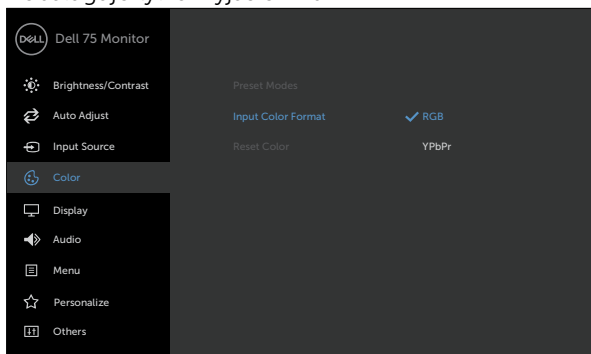 DELL
Dell 75 Monitor
Brightness/Contrast
Auto Adjust
Input Source
Color
Display
Audio
Menu
Personalize
Others
Preset Modes
Input Color Format
Reset Color
RGB
YPbPr